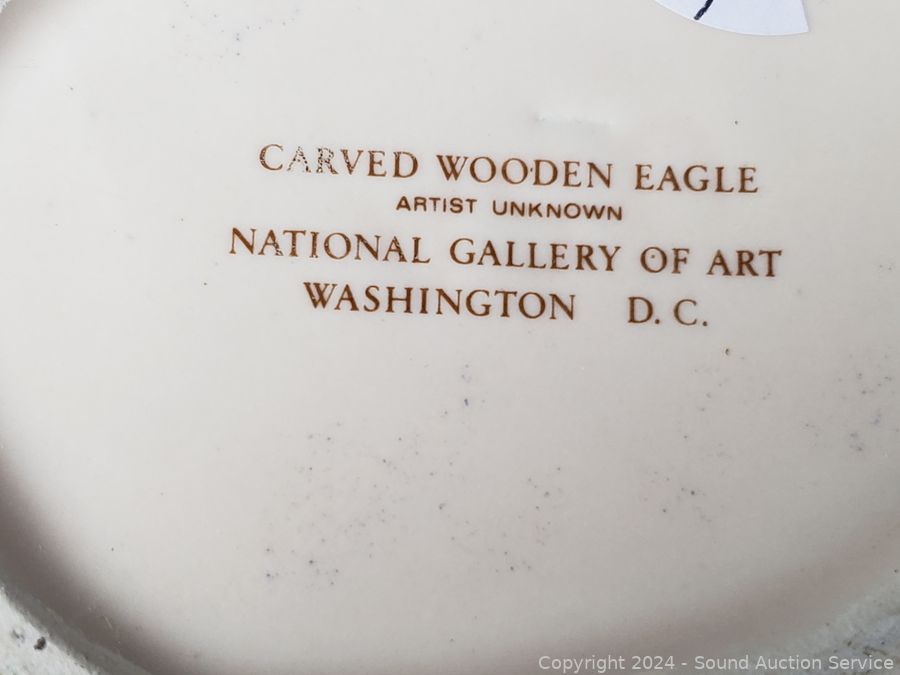 CARVED WOODEN EAGLE
ARTIST UNKNOWN
NATIONAL GALLERY OF ART
WASHINGTON D.C.
Copyright 2024 - Sound Auction Service